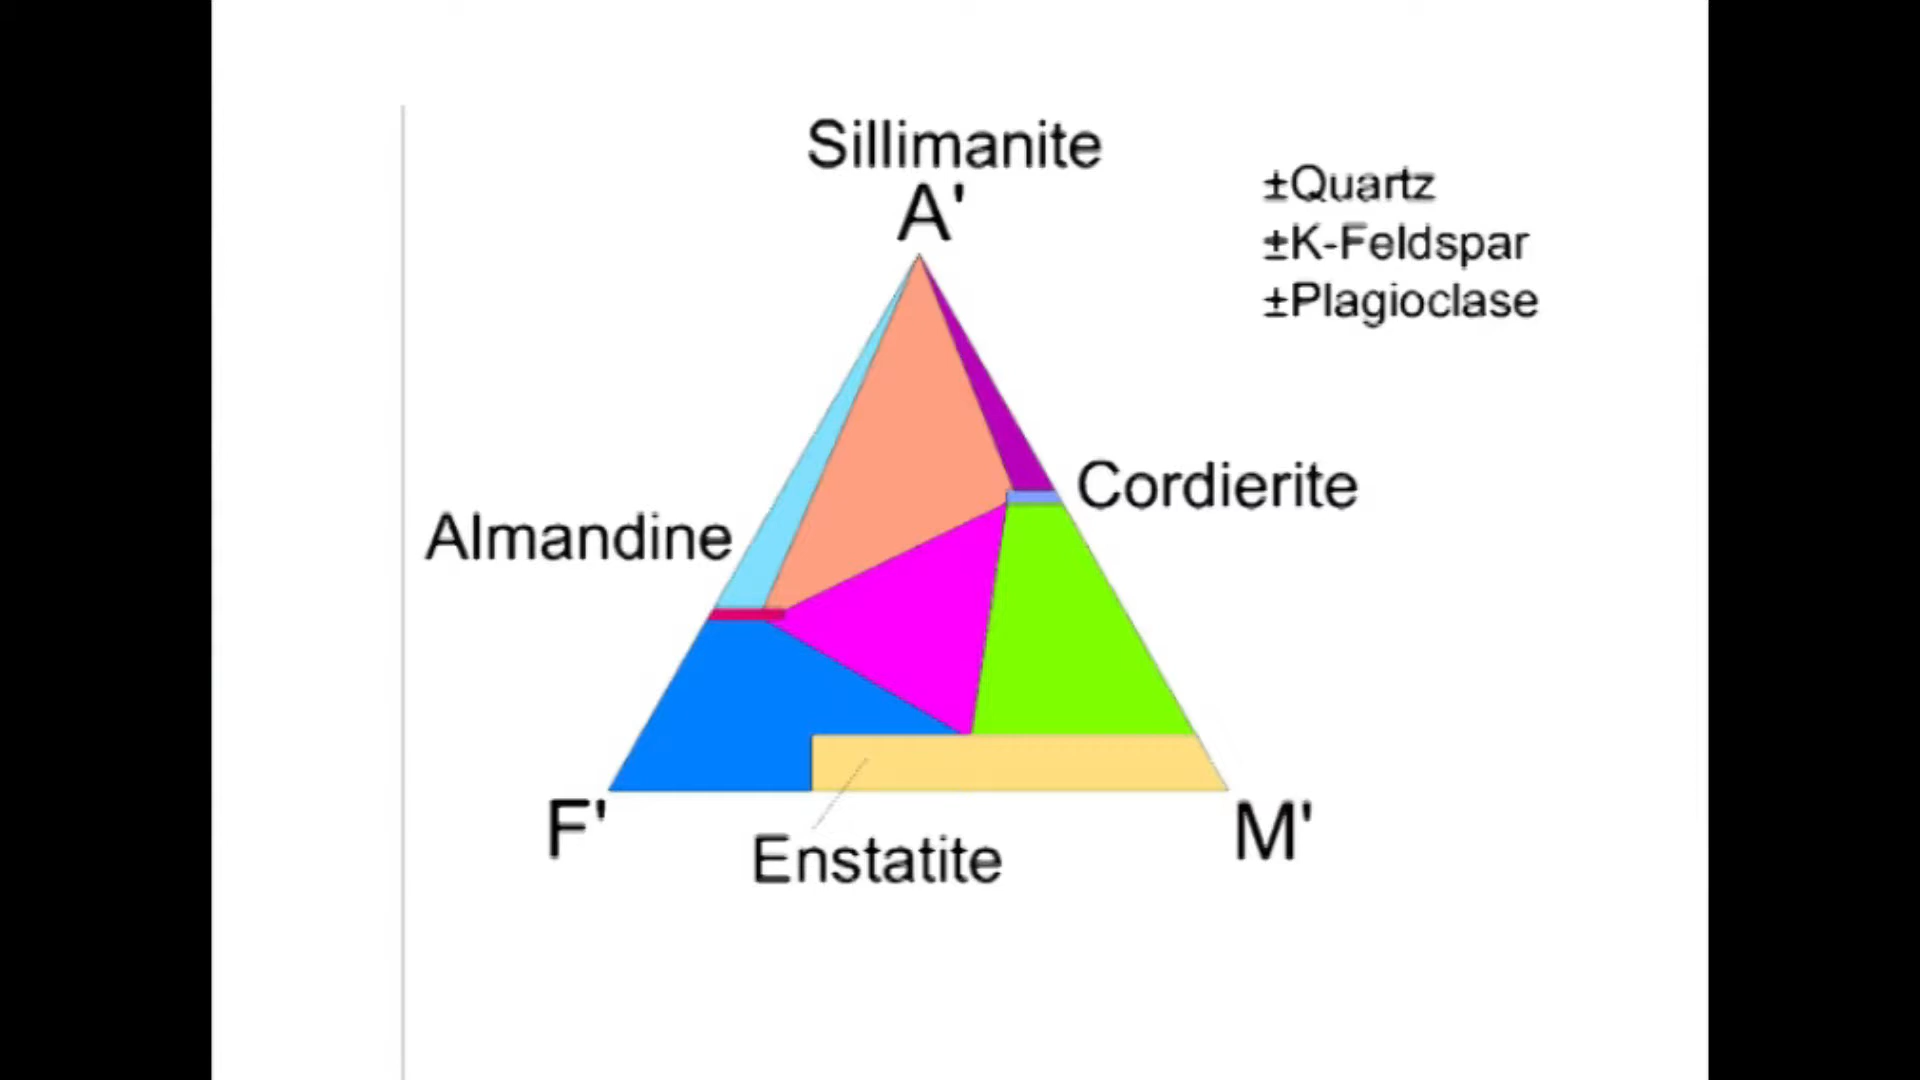 Sillimanite
A'
±Quartz
±K-Feldspar
±Plagioclase
Cordierite
Almandine
F'
M'
Enstatite